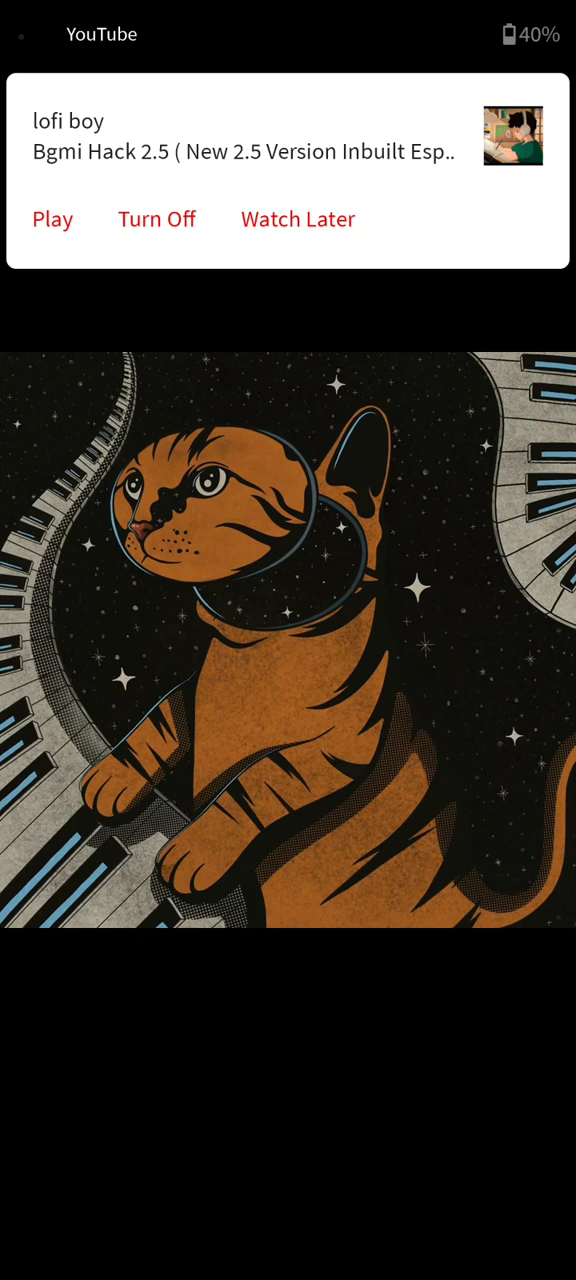 YouTube
40%
lofi boy
Bgmi Hack 2.5 ( New 2.5 Version Inbuilt Esp..
Play Turn Off Watch Later